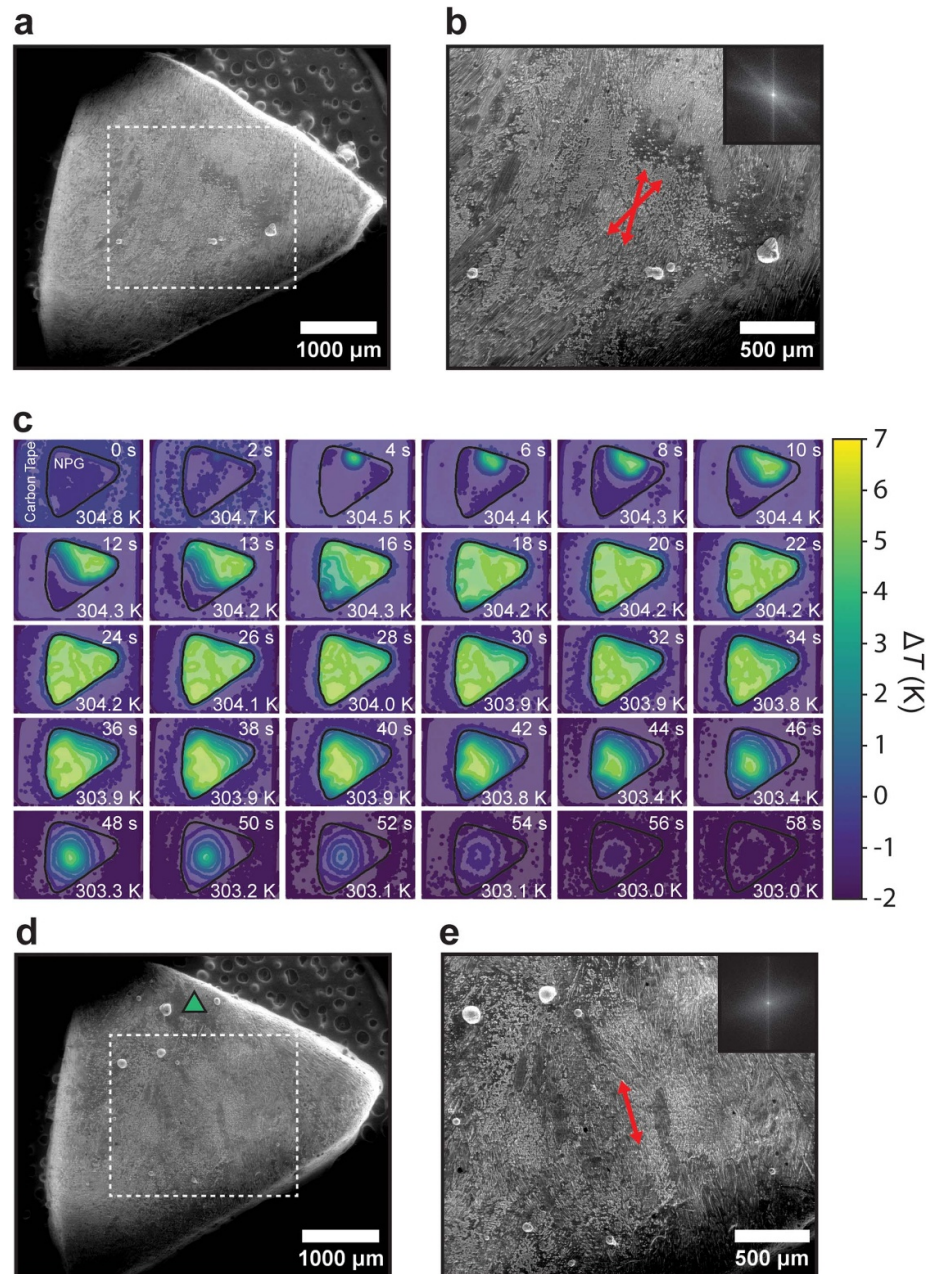 a
1000 µm
b
500 µm
c
Carbon Tape
NPG
0 s
304.8 K
2 s
304.7 K
4 s
304.5 K
6 s
304.4 K
8 s
304.3 K
10 s
304.4 K
12 s
304.3 K
13 s
304.2 K
16 s
304.3 K
18 s
304.2 K
20 s
304.2 K
22 s
304.2 K
24 s
304.2 K
26 s
304.1 K
28 s
304.0 K
30 s
303.9 K
32 s
303.9 K
34 s
303.8 K
36 s
303.9 K
38 s
303.9 K
40 s
303.9 K
42 s
303.8 K
44 s
303.4 K
46 s
303.4 K
48 s
303.3 K
50 s
303.2 K
52 s
303.1 K
54 s
303.1 K
56 s
303.0 K
58 s
303.0 K
7
6
5
4
3
2
1
0
-1
-2
ΔT (K)
d
1000 µm
e
500 µm